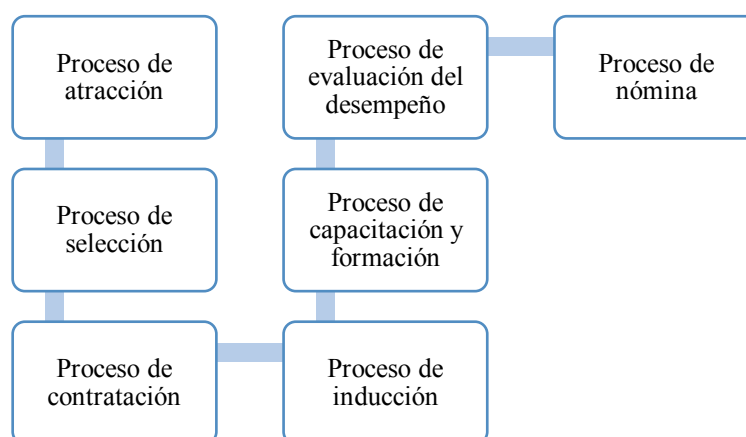 Proceso de
atracción
Proceso de
selección
Proceso de
contratación
Proceso de
inducción
Proceso de
capacitación y
formación
Proceso de
evaluación del
desempeño
Proceso de
nómina